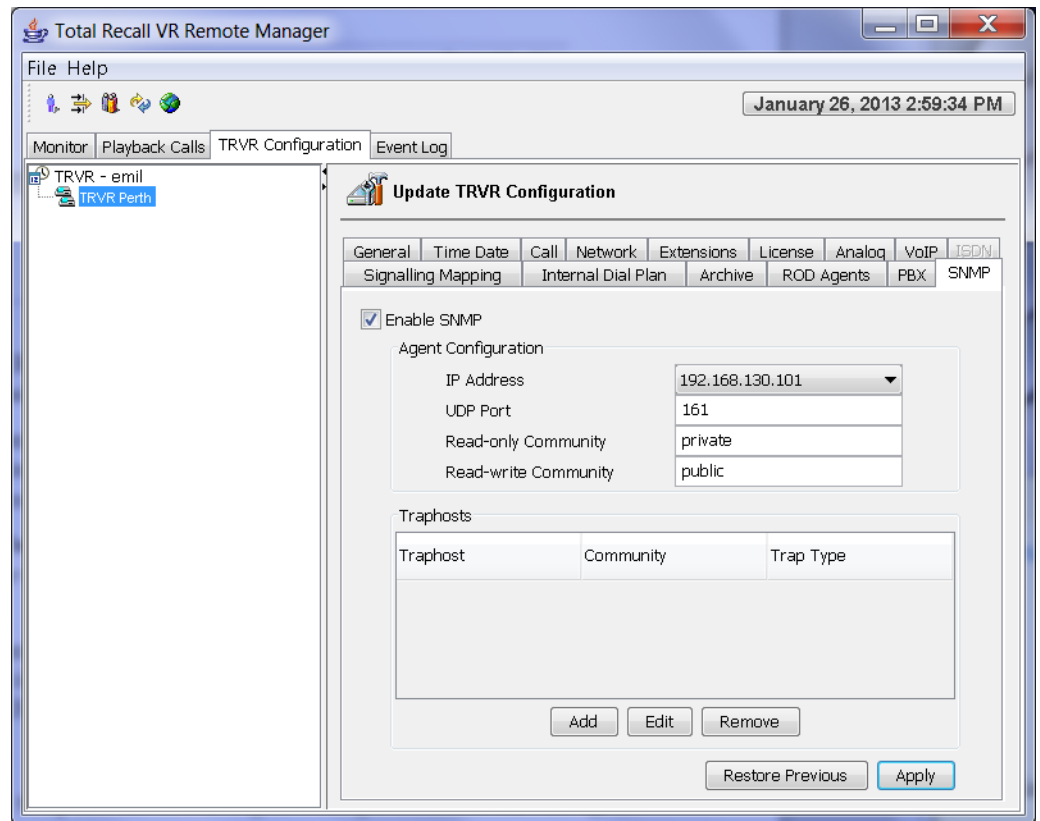 Total Recall VR Remote Manager
File Help
January 26, 2013 2:59:34 PM
Monitor Playback Calls TRVR Configuration Event Log
TRVR - emil
TRVR Perth
Update TRVR Configuration
General Time Date Call Network Extensions License Analog VoIP ISDN
Signalling Mapping Internal Dial Plan Archive ROD Agents PBX SNMP
Enable SNMP
Agent Configuration
IP Address 192.168.130.101
UDP Port 161
Read-only Community private
Read-write Community public
Traphosts
Traphost Community Trap Type
Add Edit Remove
Restore Previous Apply